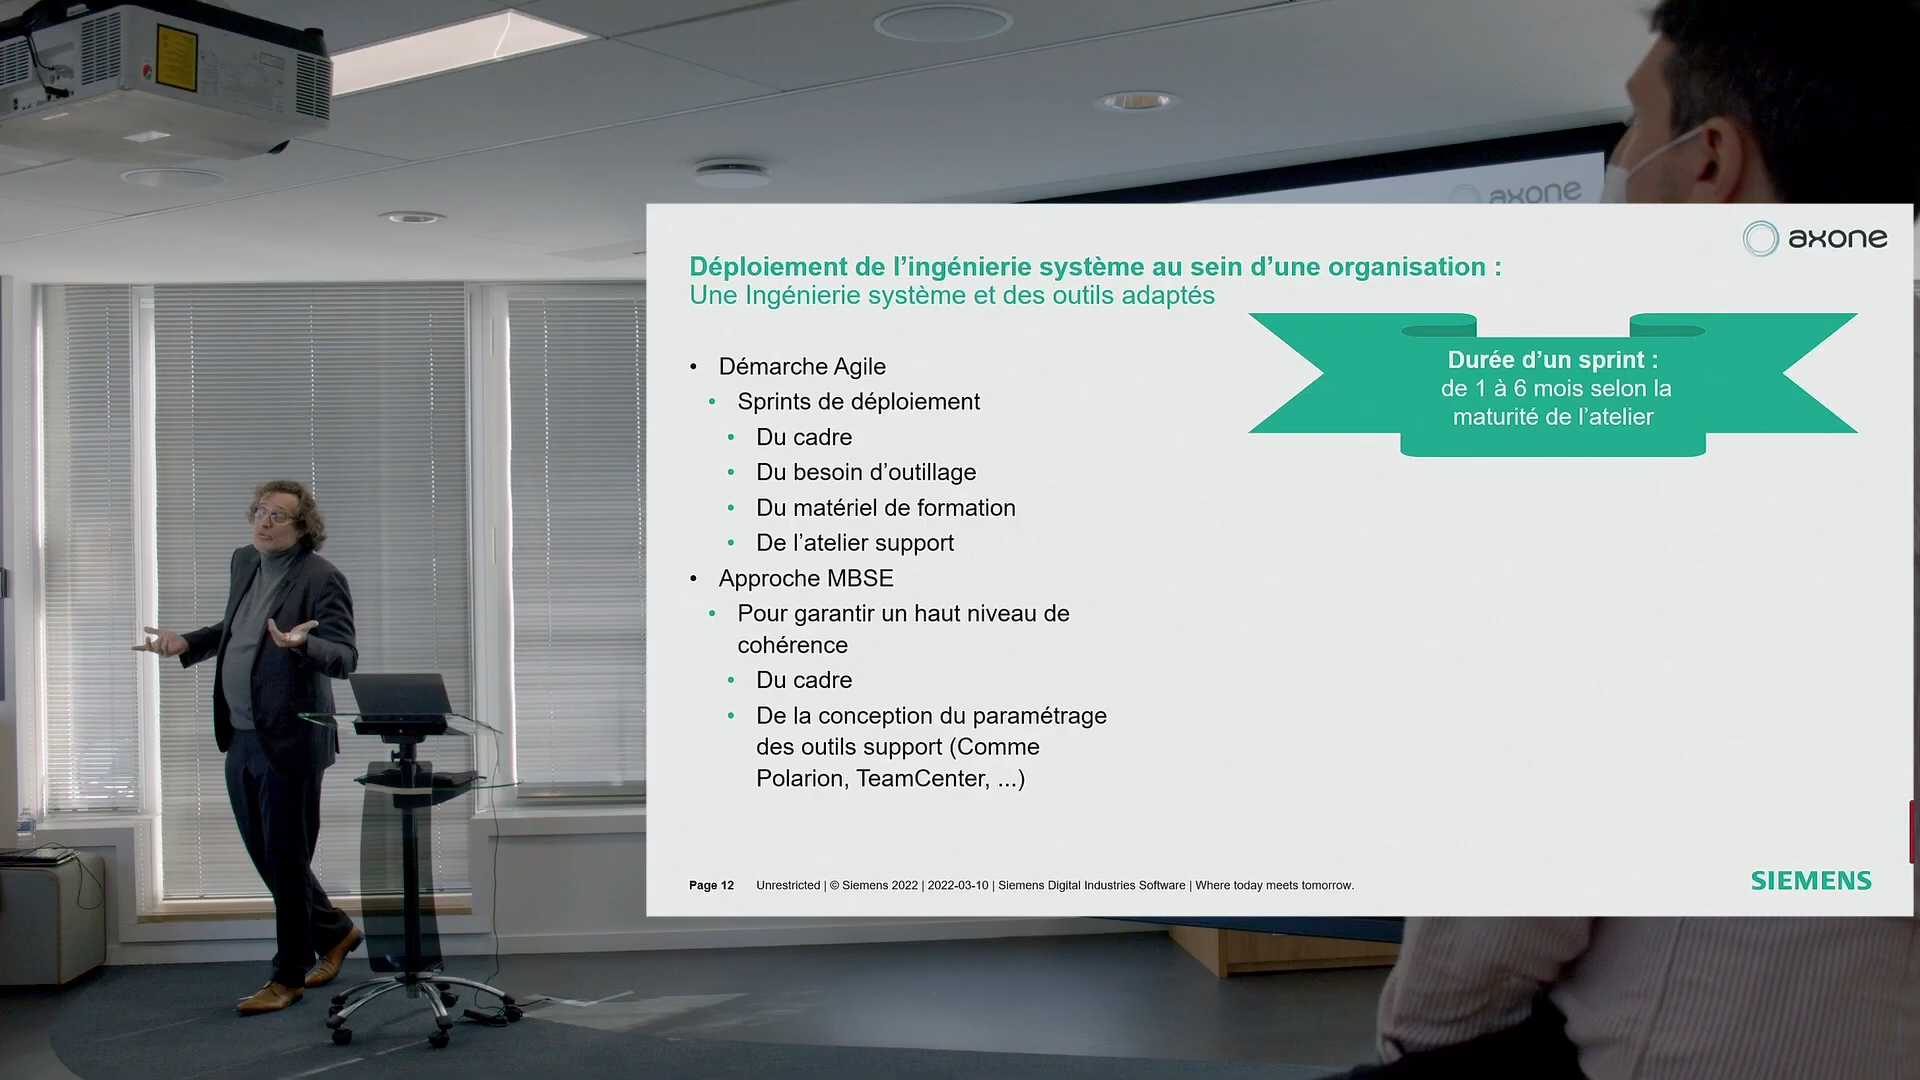 axone
axone
Déploiement de l’ingénierie système au sein d’une organisation :
Une Ingénierie système et des outils adaptés
Durée d’un sprint :
de 1 à 6 mois selon la
maturité de l’atelier
• Démarche Agile
• Sprints de déploiement
• Du cadre
• Du besoin d’outillage
• Du matériel de formation
• De l’atelier support
• Approche MBSE
• Pour garantir un haut niveau de
cohérence
• Du cadre
• De la conception du paramétrage
des outils support (Comme
Polarion, TeamCenter, ...)
Page 12 Unrestricted | © Siemens 2022 | 2022-03-10 | Siemens Digital Industries Software | Where today meets tomorrow.
SIEMENS